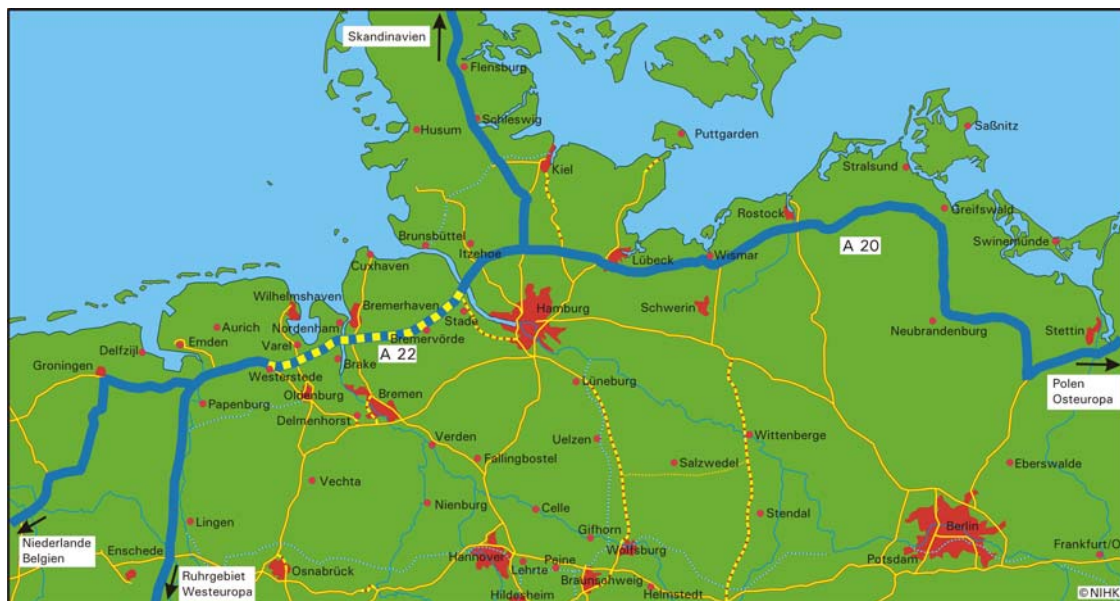 Skandinavien
Flensburg
Schleswig
Husum
Puttgarden
Saßnitz
Kiel
Stralsund
Rostock
Greifswald
Brunsbüttel
Itzehoe
A 20
Swinemünde
Cuxhaven
Lübeck
Wismar
Wilhelmshaven
Bremerhaven
Hamburg
Schwerin
Aurich
Nordenham
Stade
Neubrandenburg
Stettin
Emden
Varel
Bremervörde
Delfzijl
A 22
Groningen
Brake
Westerstede
Lüneburg
Polen
Osteuropa
Papenburg
Oldenburg
Bremen
Delmenhorst
Verden
Uelzen
Wittenberge
Fallingbostel
Salzwedel
Eberswalde
Vechta
Nienburg
Celle
Stendal
Lingen
Gifhorn
Berlin
Niederlande
Belgien
Enschede
Hannover
Lehrte
Peine
Wolfsburg
Potsdam
Frankfurt/O
Ruhrgebiet
Westeuropa
Osnabrück
Braunschweig
Hildesheim
Helmstedt
© NIHK